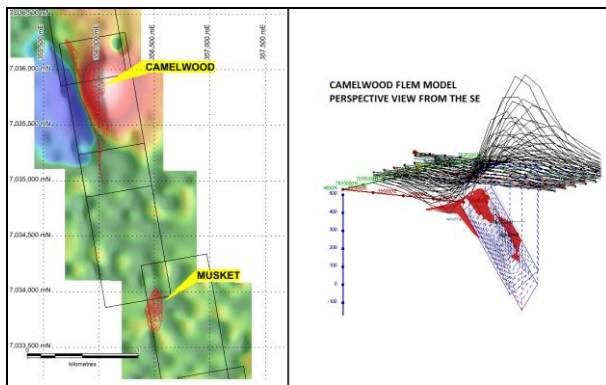 356,500 mE
357,000 mE
357,500 mE
7,036,000 mN
CAMELWOOD
7,035,500 mN
7,035,000 mN
7,034,500 mN
MUSKET
7,034,000 mN
7,033,500 mN
kilometres
CAMELWOOD FLEM MODEL
PERSPECTIVE VIEW FROM THE SE
500
400
300
200
100
0
-100